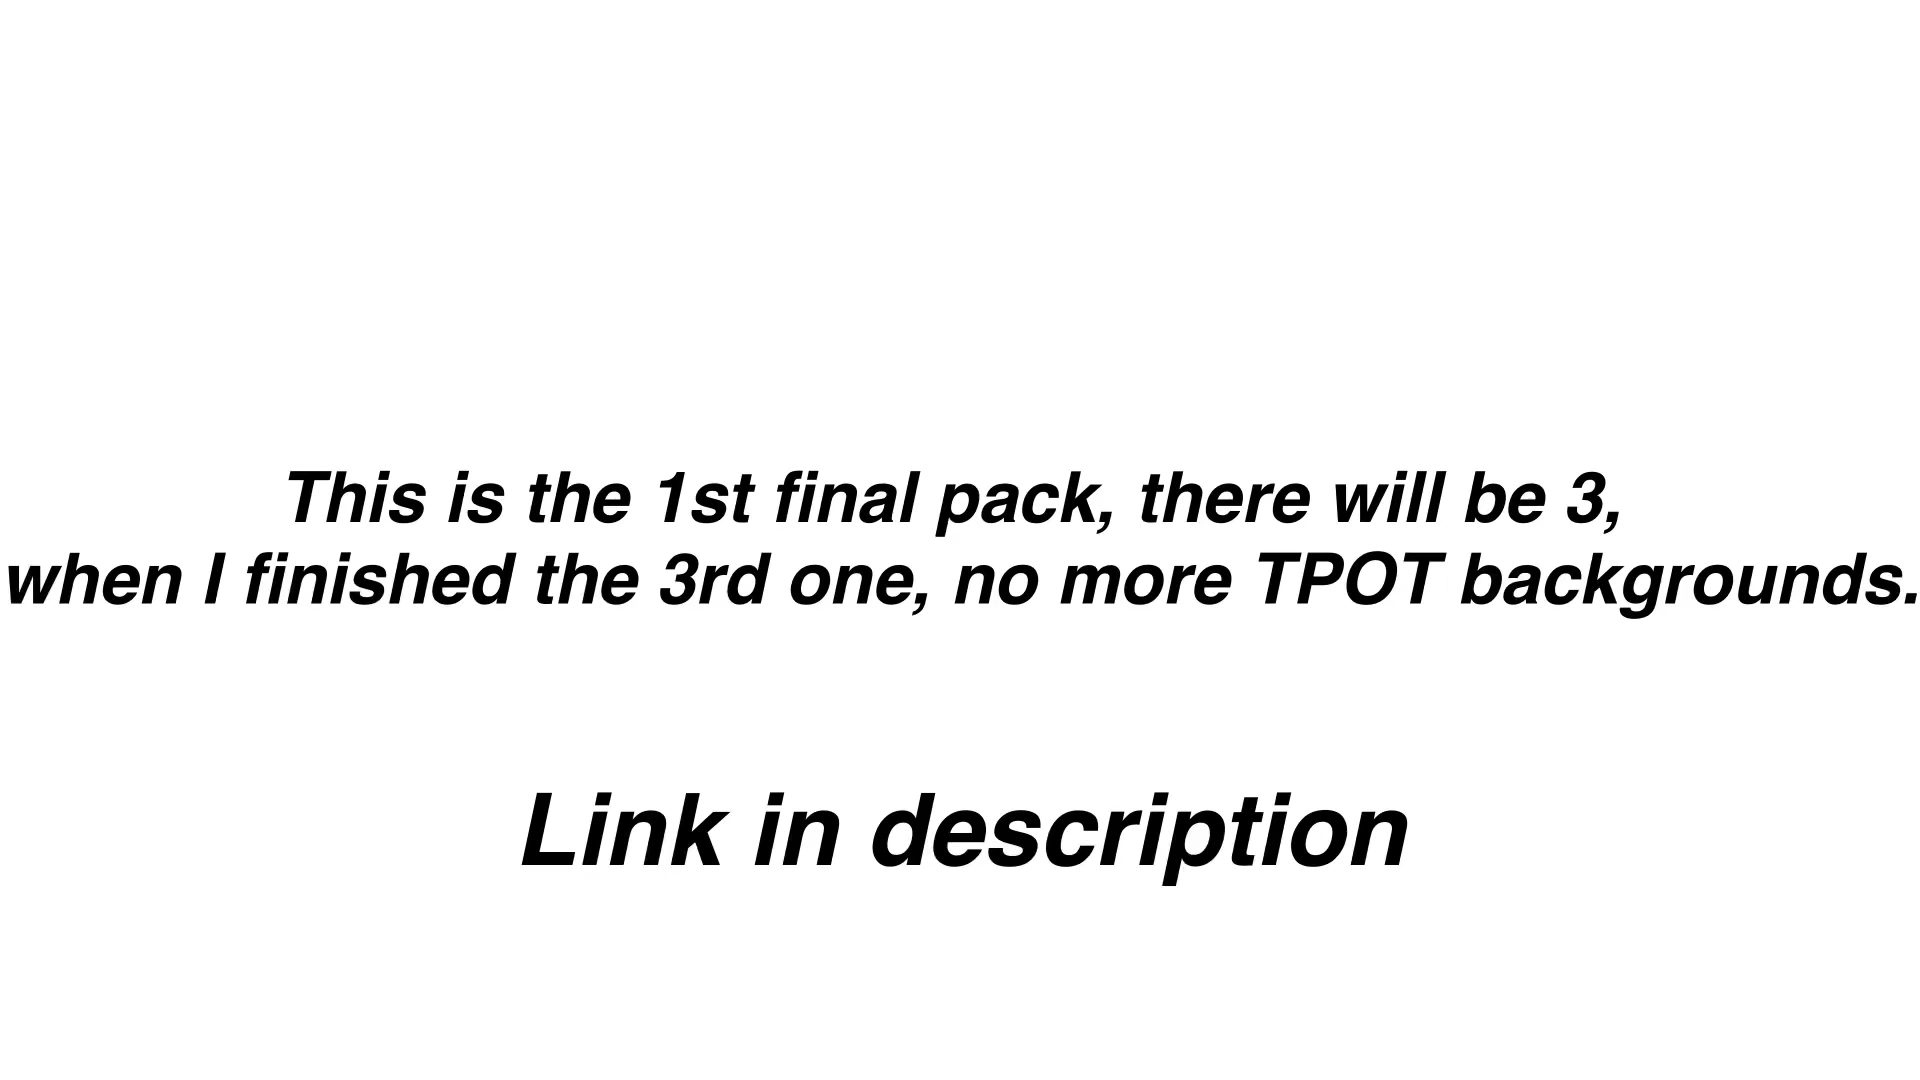 This is the 1st final pack, there will be 3,
when I finished the 3rd one, no more TPOT backgrounds.
Link in description